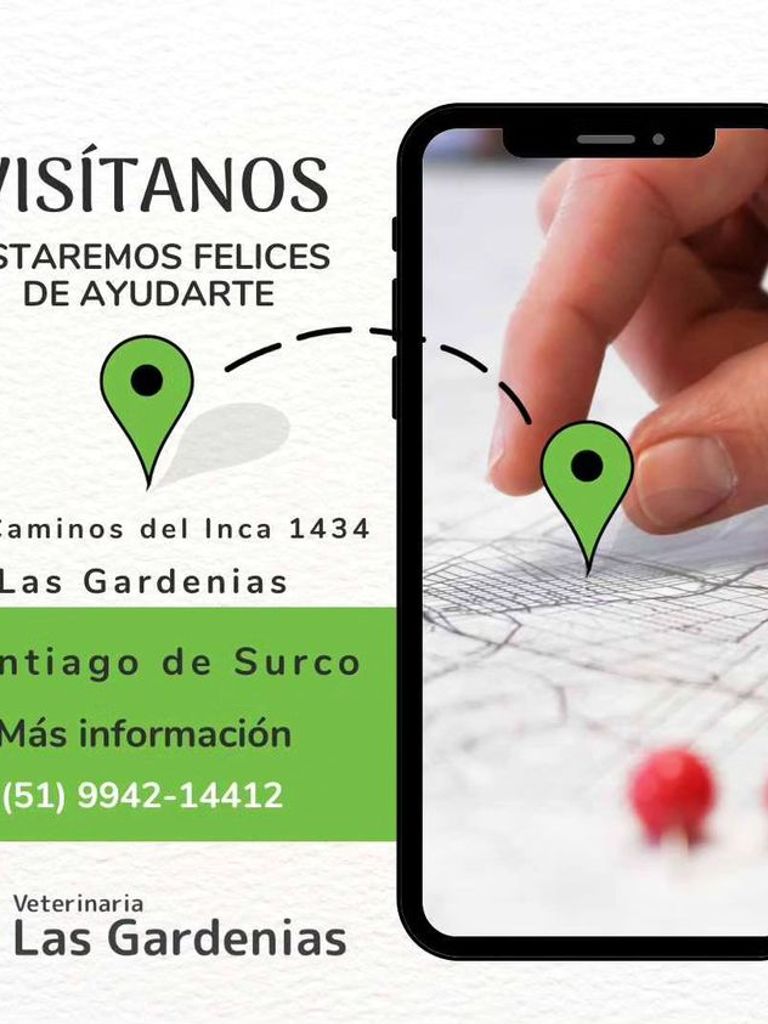 VISÍTANOS
STAREMOS FELICES
DE AYUDARTE
Caminos del Inca 1434
Las Gardenias
ntiago de Surco
Más información
(51) 9942-14412
Veterinaria
Las Gardenias